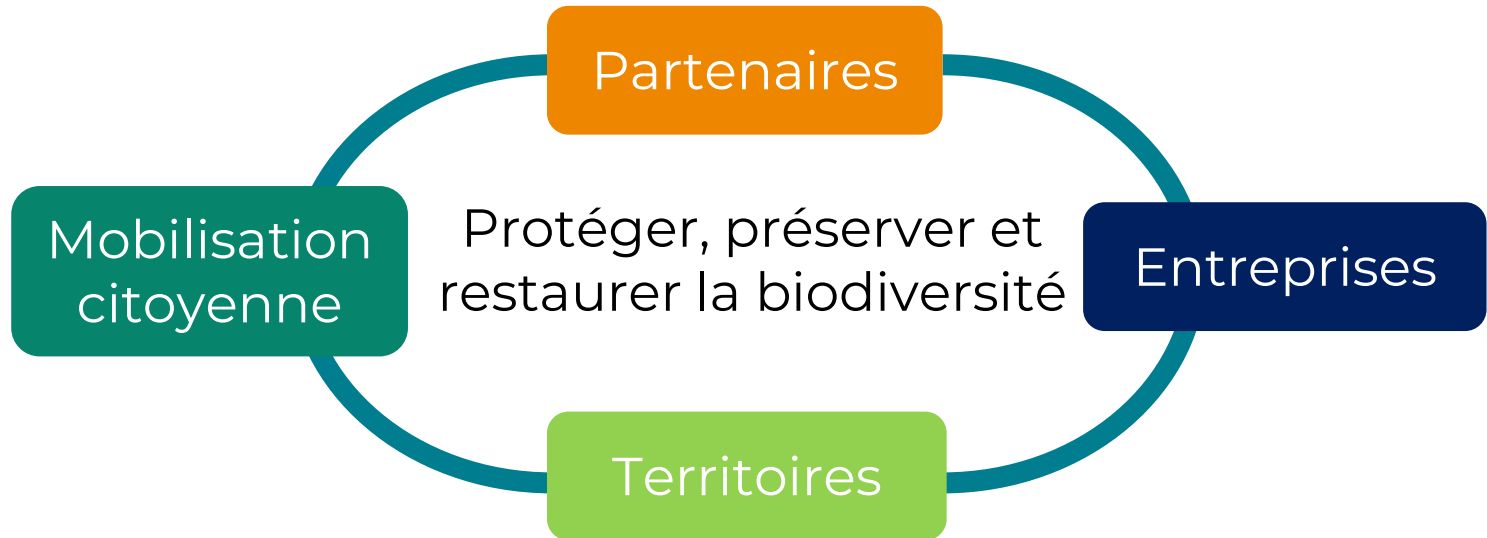 Partenaires
Mobilisation
citoyenne
Protéger, préserver et
restaurer la biodiversité
Entreprises
Territoires